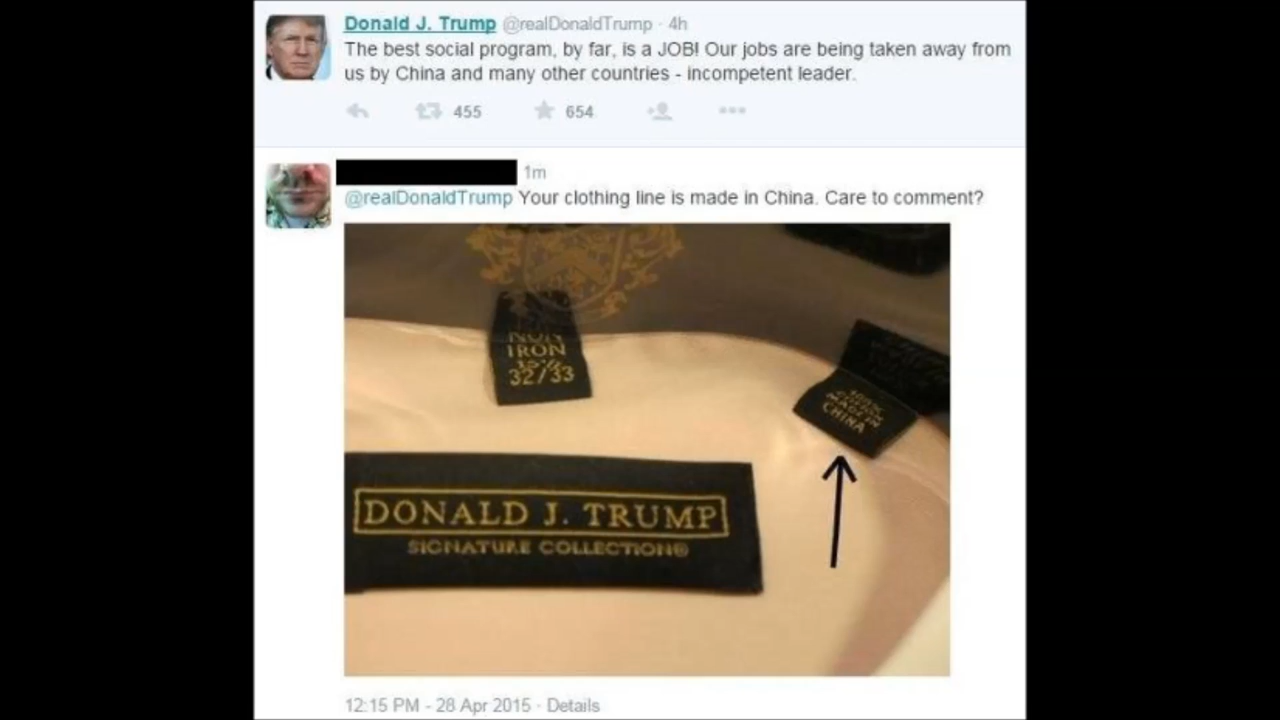 Donald J. Trump @realDonaldTrump · 4h
The best social program, by far, is a JOB! Our jobs are being taken away from
us by China and many other countries - incompetent leader.
455 654
1m
@realDonaldTrump Your clothing line is made in China. Care to comment?
NON
IRON
32/33
MADE IN
CHINA
DONALD J. TRUMP
SIGNATURE COLLECTION®
12:15 PM - 28 Apr 2015 · Details